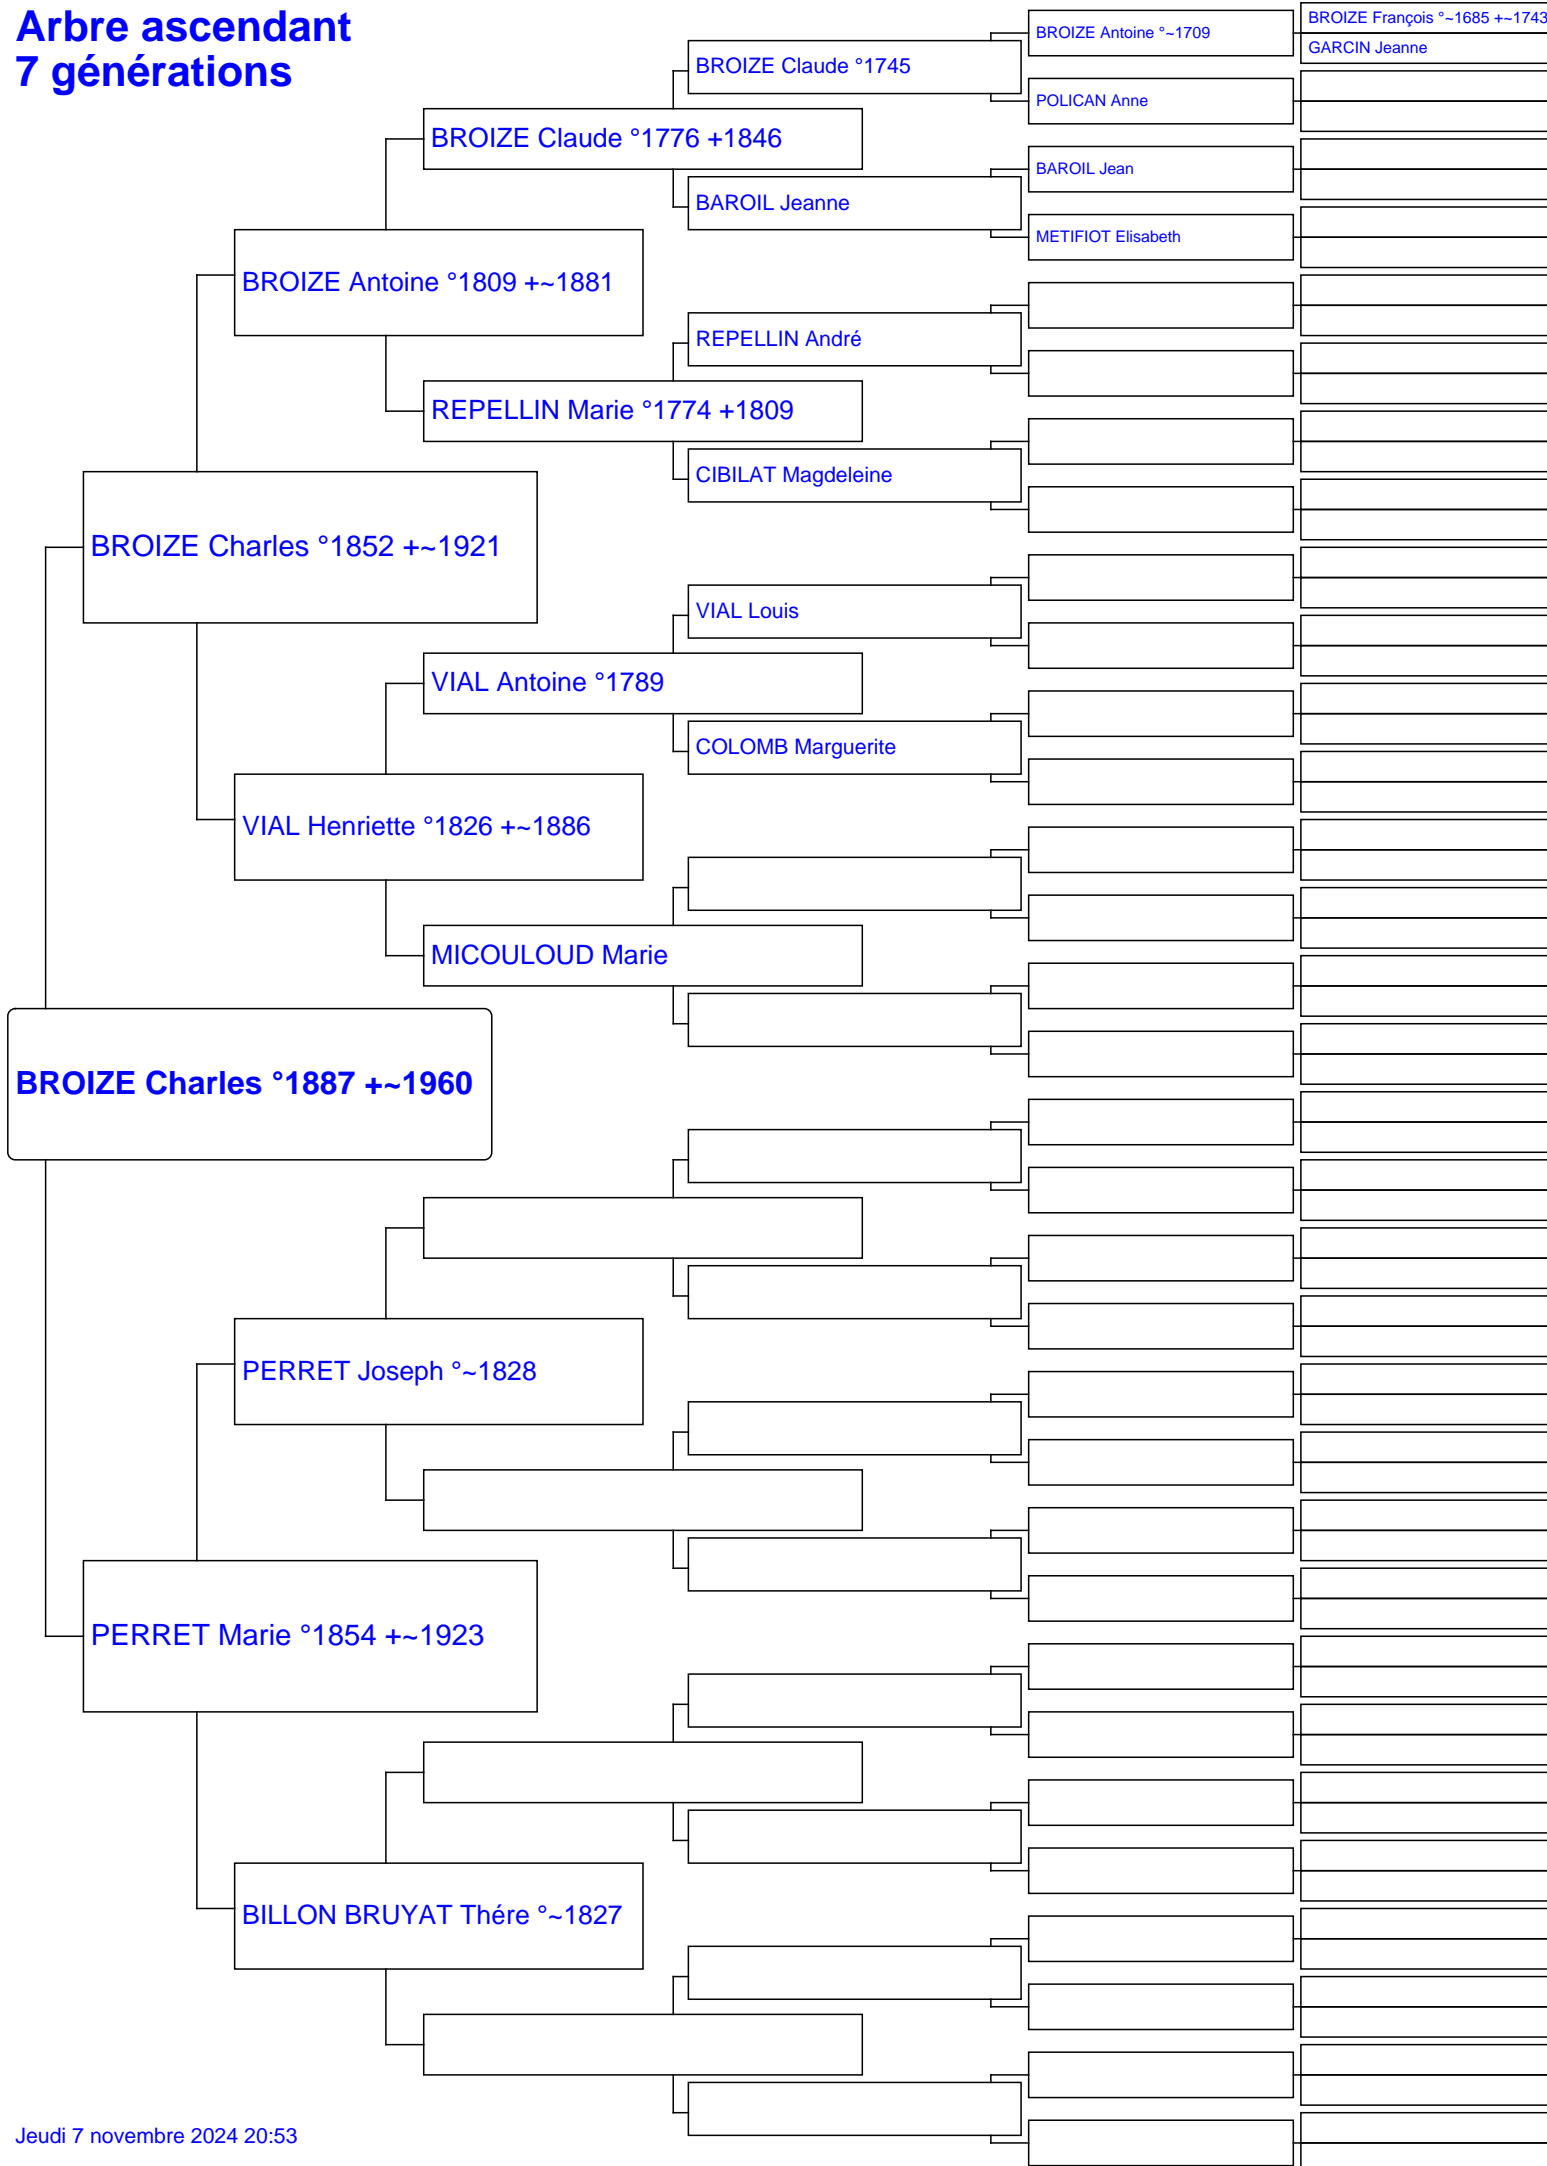 Arbre ascendant
7 générations
BROIZE François °~1685 +~1743
BROIZE Antoine °~1709
GARCIN Jeanne
BROIZE Claude °1745
POLICAN Anne
BROIZE Claude °1776 +1846
BAROIL Jean
BAROIL Jeanne
METIFIOT Elisabeth
BROIZE Antoine °1809 +~1881
REPELLIN André
REPELLIN Marie °1774 +1809
CIBILAT Magdeleine
BROIZE Charles °1852 +~1921
VIAL Louis
VIAL Antoine °1789
COLOMB Marguerite
VIAL Henriette °1826 +~1886
MICOULOUD Marie
BROIZE Charles °1887 +~1960
PERRET Joseph °~1828
PERRET Marie °1854 +~1923
BILLON BRUYAT Thére °~1827
Jeudi 7 novembre 2024 20:53